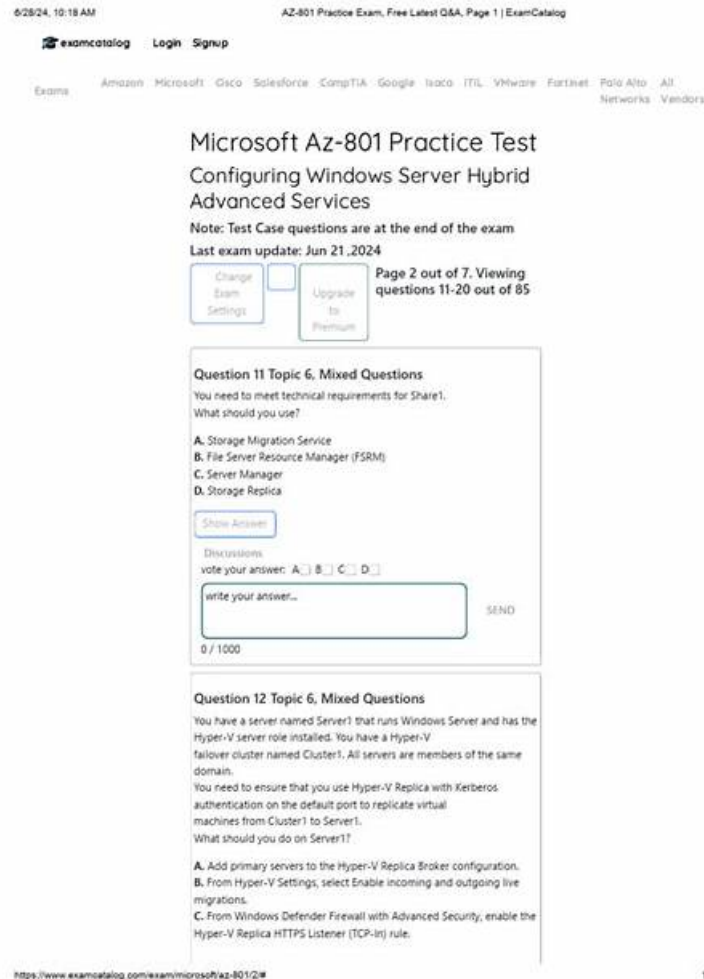 6/28/24, 10:18 AM
AZ-801 Practice Exam, Free Latest Q&A, Page 1 | ExamCatalog
examcatalog Login Signup
Exams
Amazon Microsoft Cisco Salesforce CompTIA Google Isaca ITIL VMware Fortinet Palo Alto Networks All Vendors
Microsoft Az-801 Practice Test
Configuring Windows Server Hybrid
Advanced Services
Note: Test Case questions are at the end of the exam
Last exam update: Jun 21 ,2024
Change
Exam
Settings
Upgrade
to
Premium
Page 2 out of 7. Viewing
questions 11-20 out of 85
Question 11 Topic 6, Mixed Questions
You need to meet technical requirements for Share1.
What should you use?
A. Storage Migration Service
B. File Server Resource Manager (FSRM)
C. Server Manager
D. Storage Replica
Show Answer
Discussions
vote your answer: A B C D
write your answer...
SEND
0 / 1000
Question 12 Topic 6, Mixed Questions
You have a server named Server1 that runs Windows Server and has the
Hyper-V server role installed. You have a Hyper-V
failover cluster named Cluster1. All servers are members of the same
domain.
You need to ensure that you use Hyper-V Replica with Kerberos
authentication on the default port to replicate virtual
machines from Cluster1 to Server1.
What should you do on Server1?
A. Add primary servers to the Hyper-V Replica Broker configuration.
B. From Hyper-V Settings, select Enable incoming and outgoing live
migrations.
C. From Windows Defender Firewall with Advanced Security, enable the
Hyper-V Replica HTTPS Listener (TCP-In) rule.
https://www.examcatalog.com/exam/microsoft/az-801/2/#